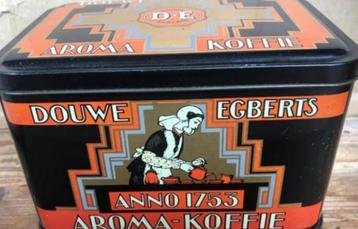 D·E
AROMA KOFFIE
DOUWE EGBERTS
ANNO 1753
AROMA-KOFFIE